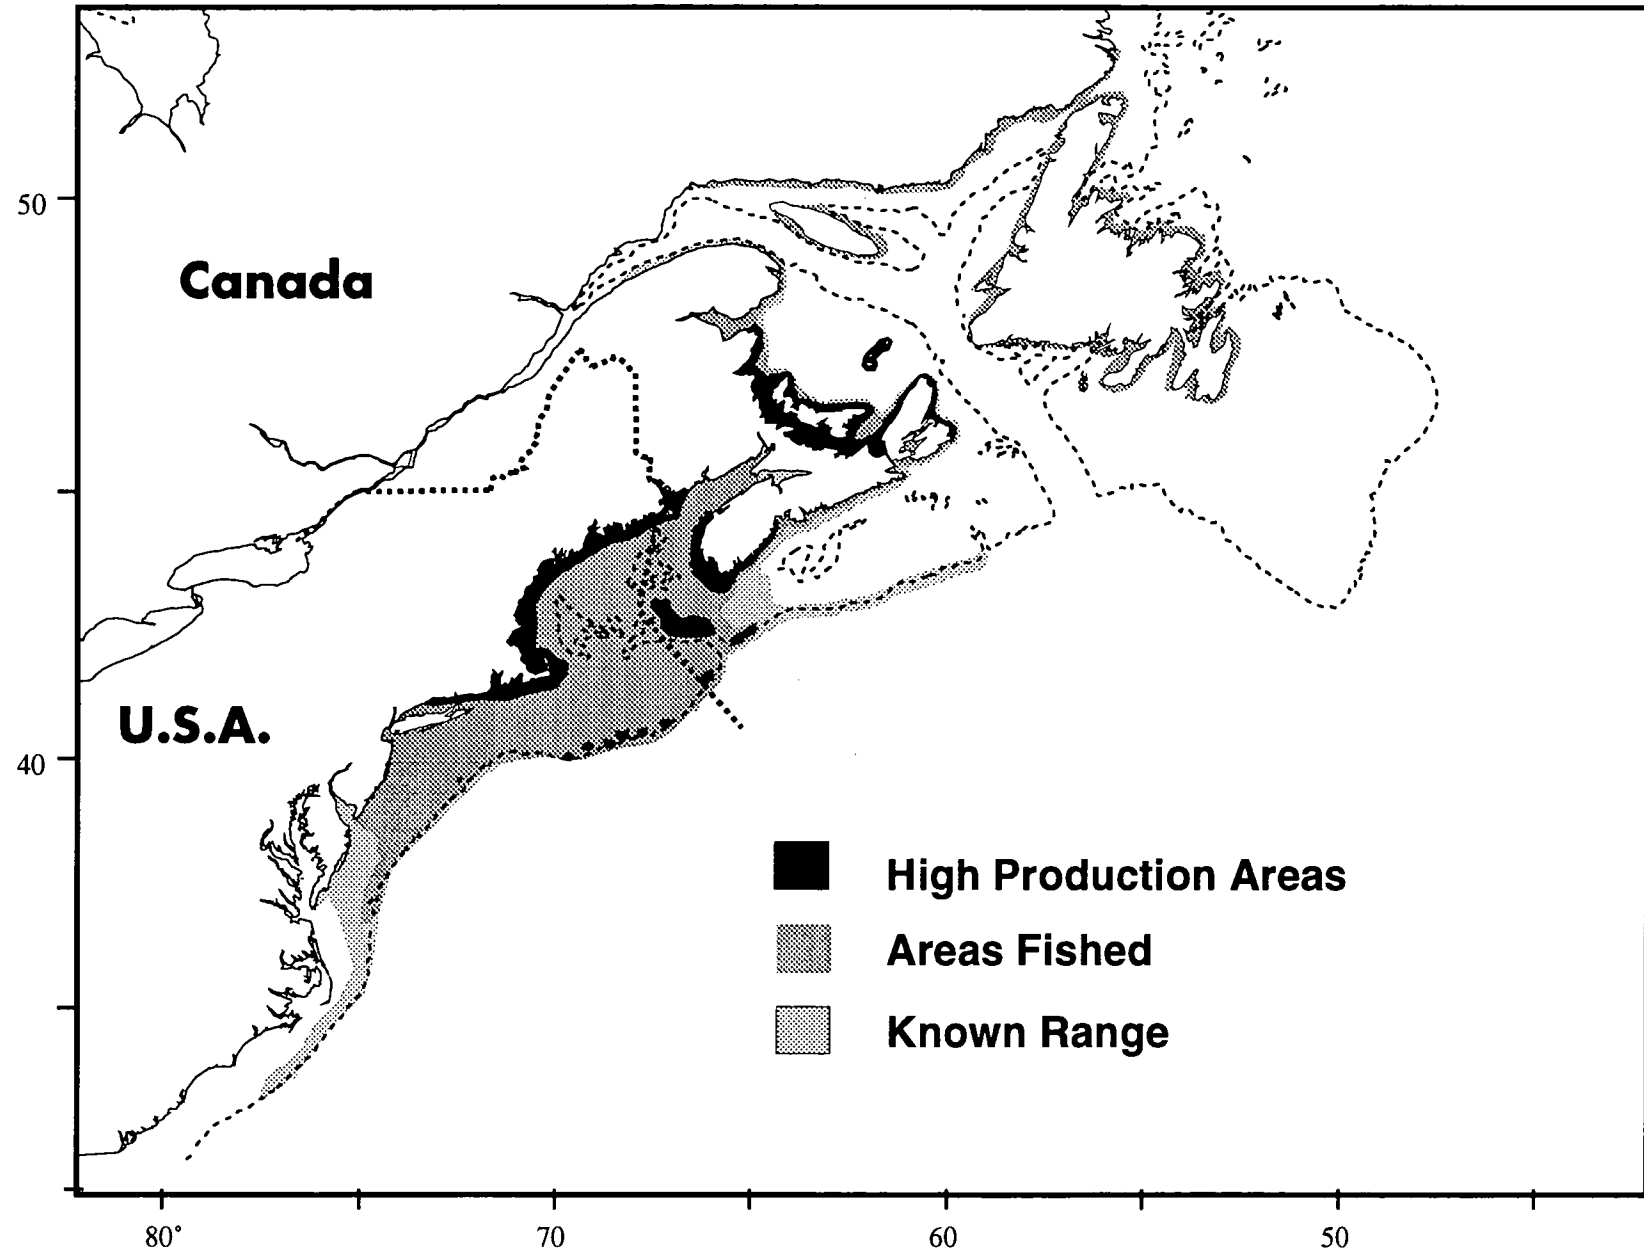 50
Canada
U.S.A.
40
High Production Areas
Areas Fished
Known Range
80°
70
60
50